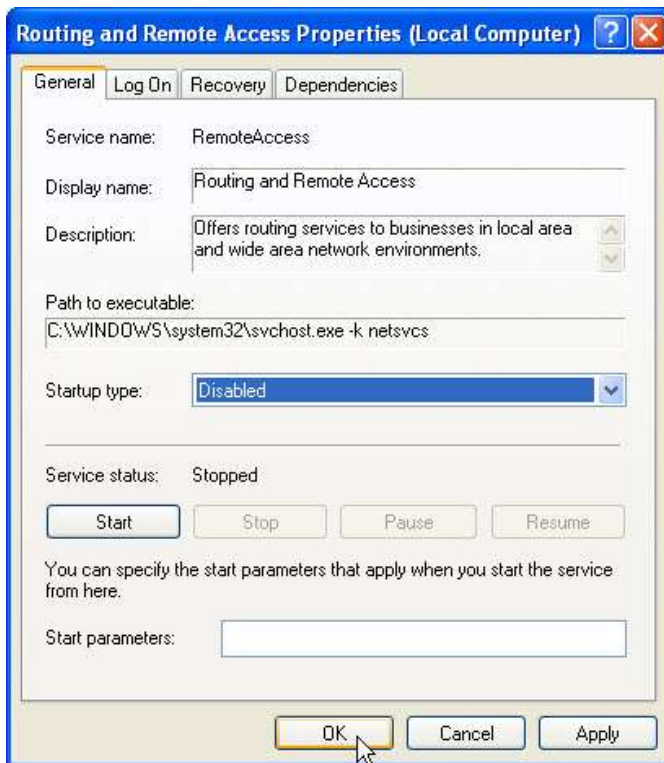 Routing and Remote Access Properties (Local Computer)
General Log On Recovery Dependencies
Service name: RemoteAccess
Display name: Routing and Remote Access
Description: Offers routing services to businesses in local area
and wide area network environments.
Path to executable:
C:\WINDOWS\system32\svchost.exe -k netsvcs
Startup type: Disabled
Service status: Stopped
Start Stop Pause Resume
You can specify the start parameters that apply when you start the service
from here.
Start parameters:
OK Cancel Apply